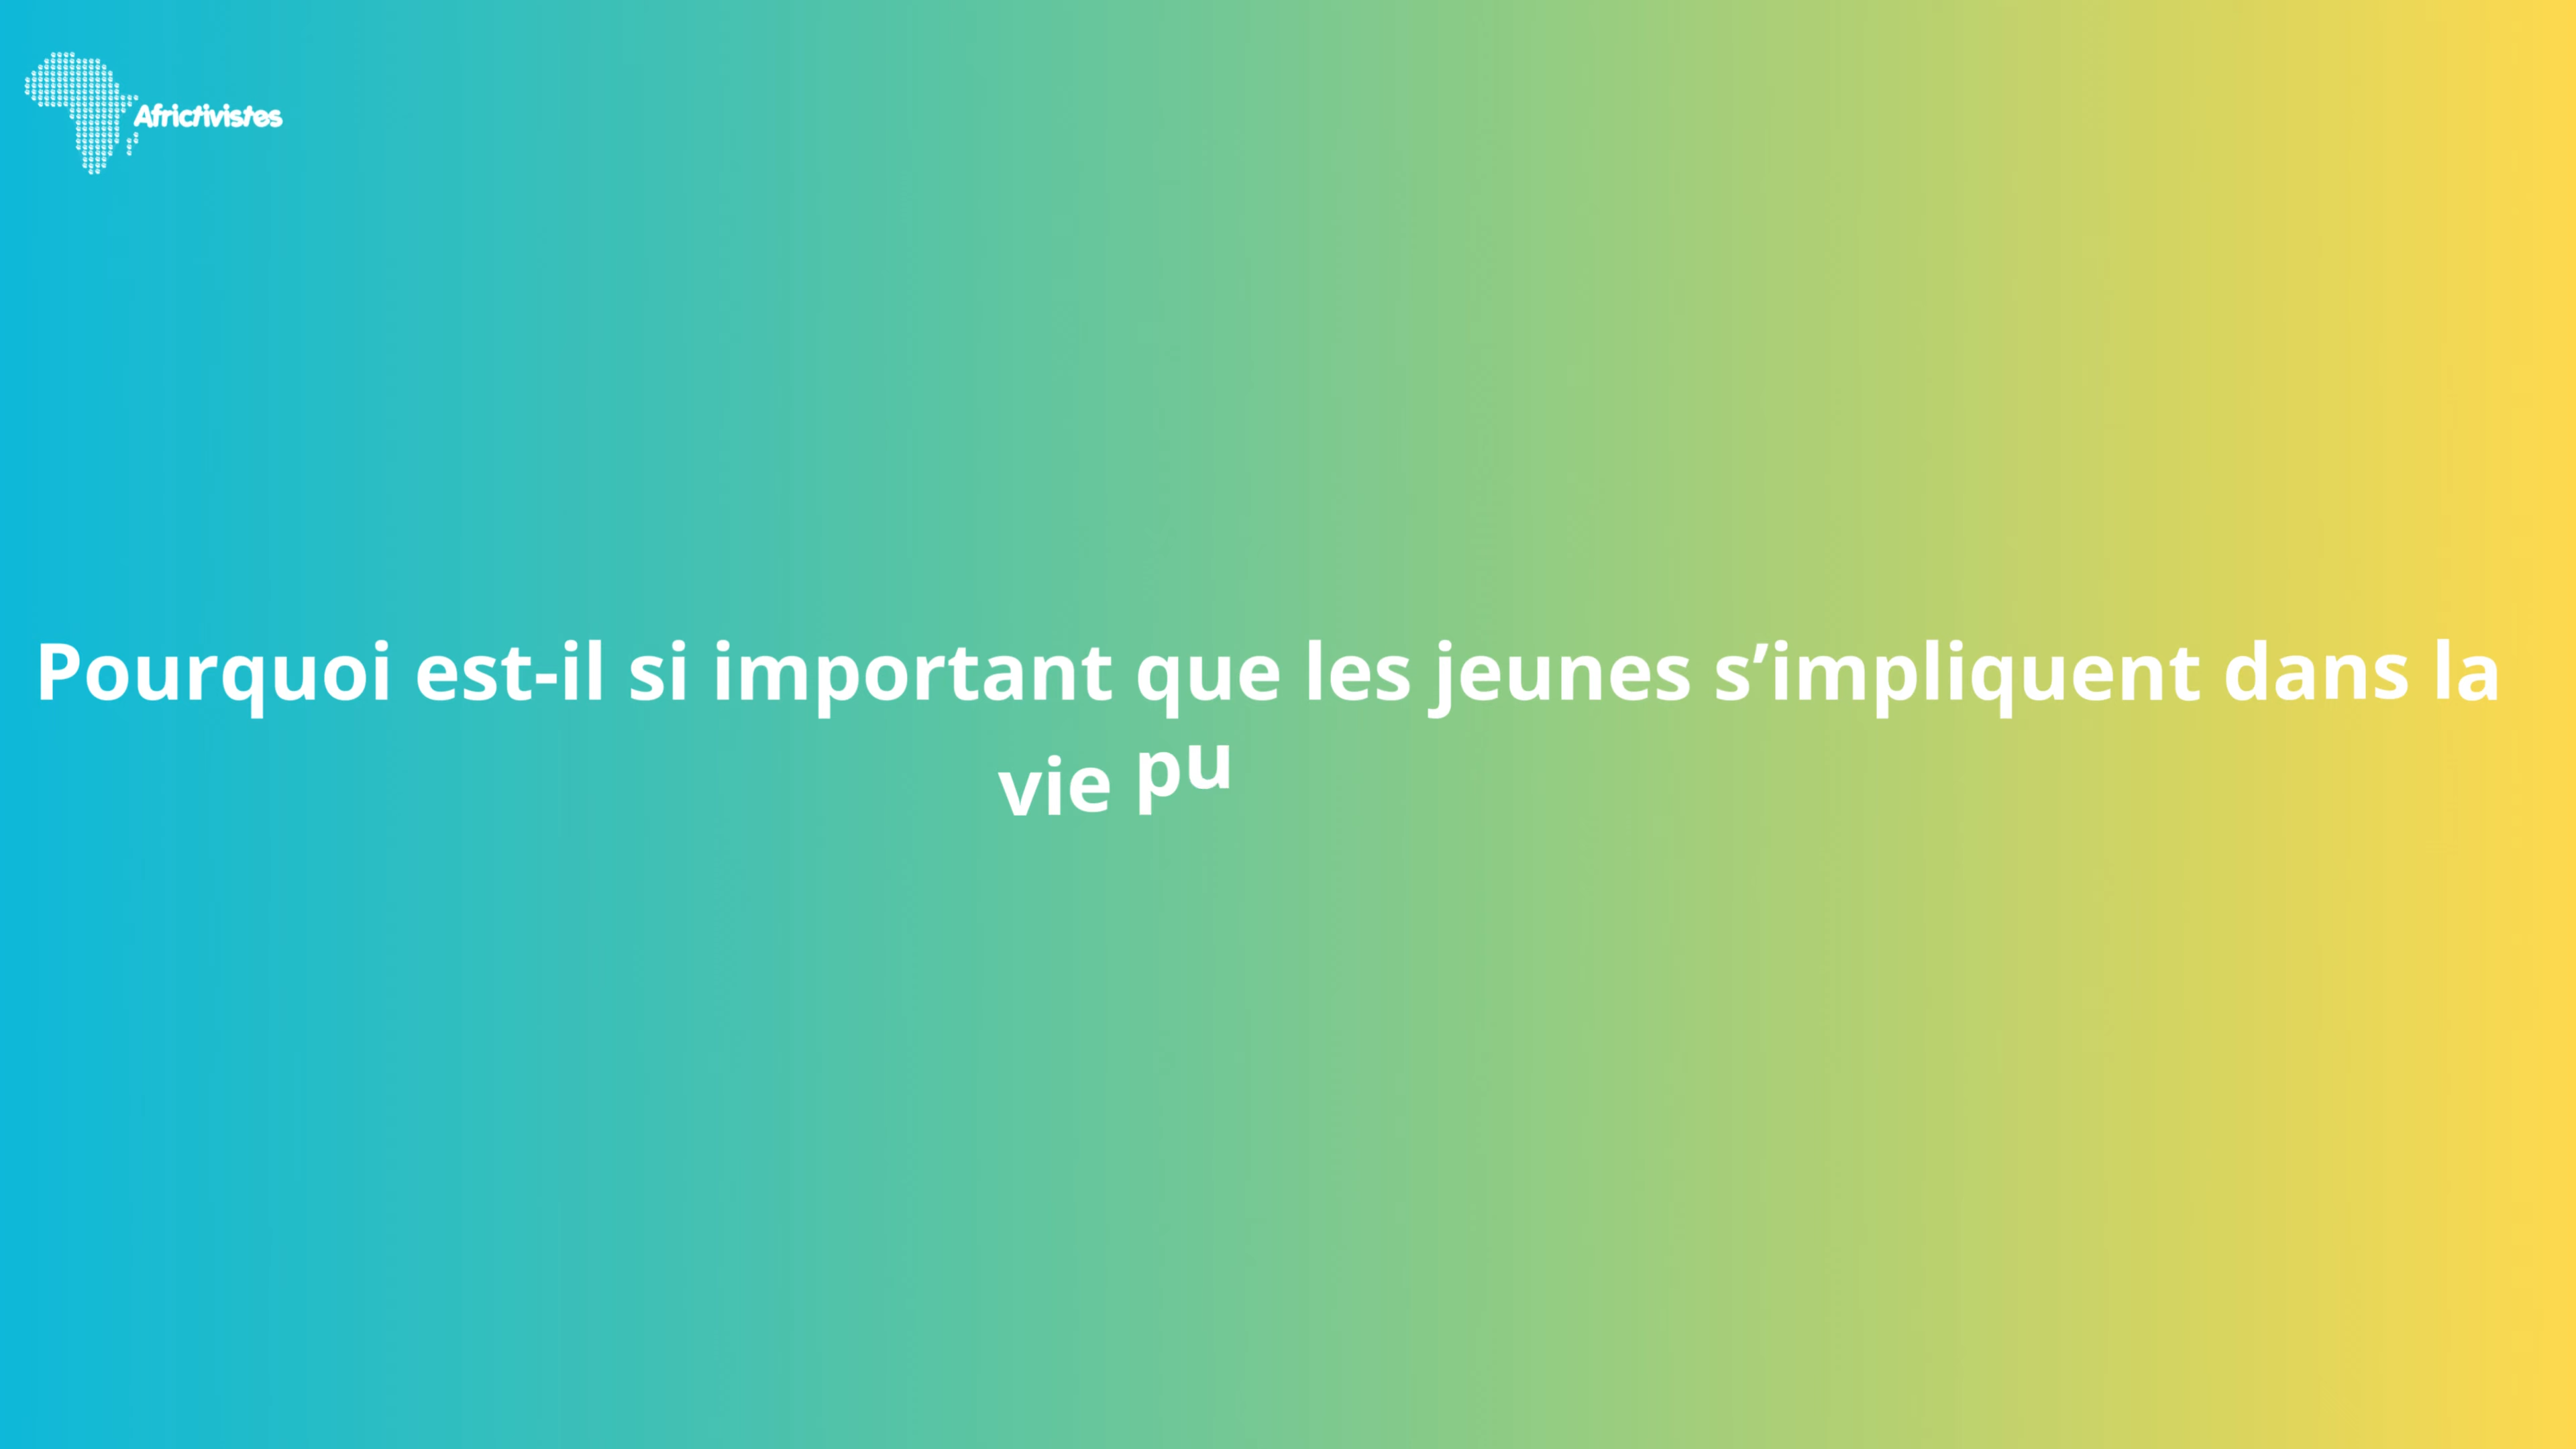 Africtivistes
Pourquoi est-il si important que les jeunes s’impliquent dans la
vie pu